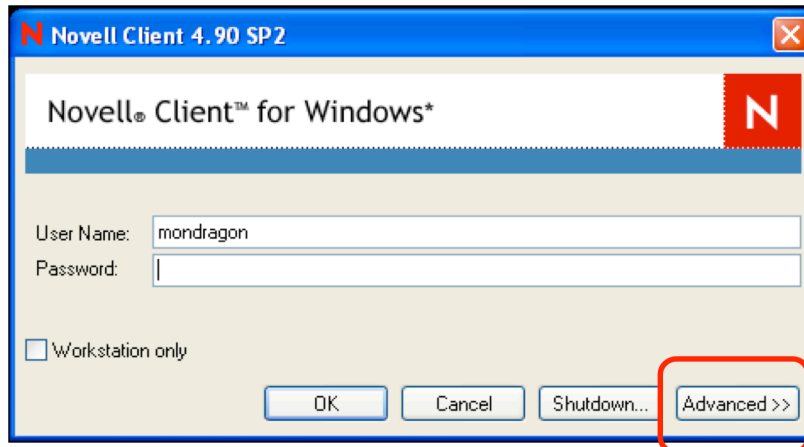 N Novell Client 4.90 SP2
Novell® Client™ for Windows*
N
User Name: mondragon
Password:
Workstation only
OK Cancel Shutdown... Advanced >>